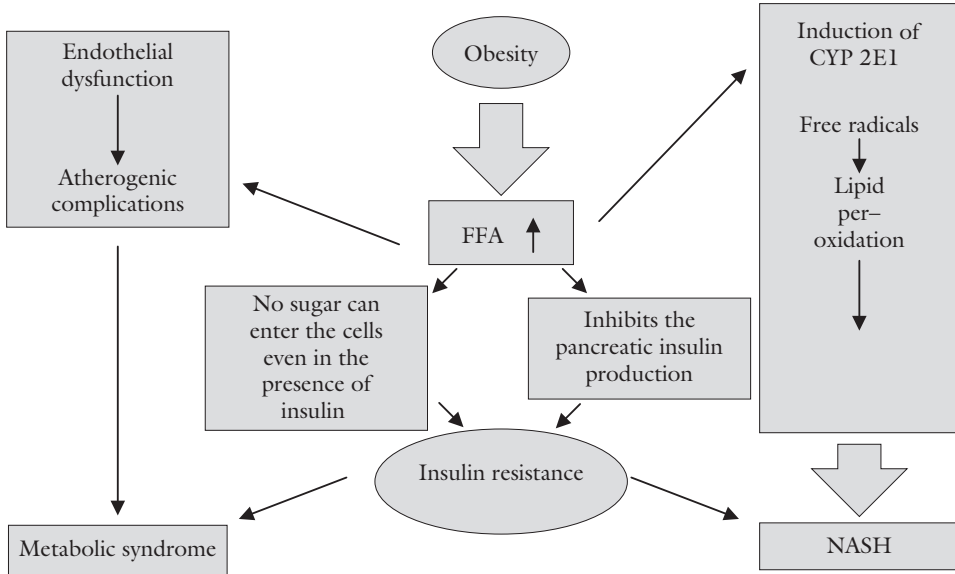 Endothelial
dysfunction
Atherogenic
complications
Obesity
Induction of
CYP 2E1
Free radicals
Lipid
per–
oxidation
FFA
No sugar can
enter the cells
even in the
presence of
insulin
Inhibits the
pancreatic insulin
production
Insulin resistance
Metabolic syndrome
NASH